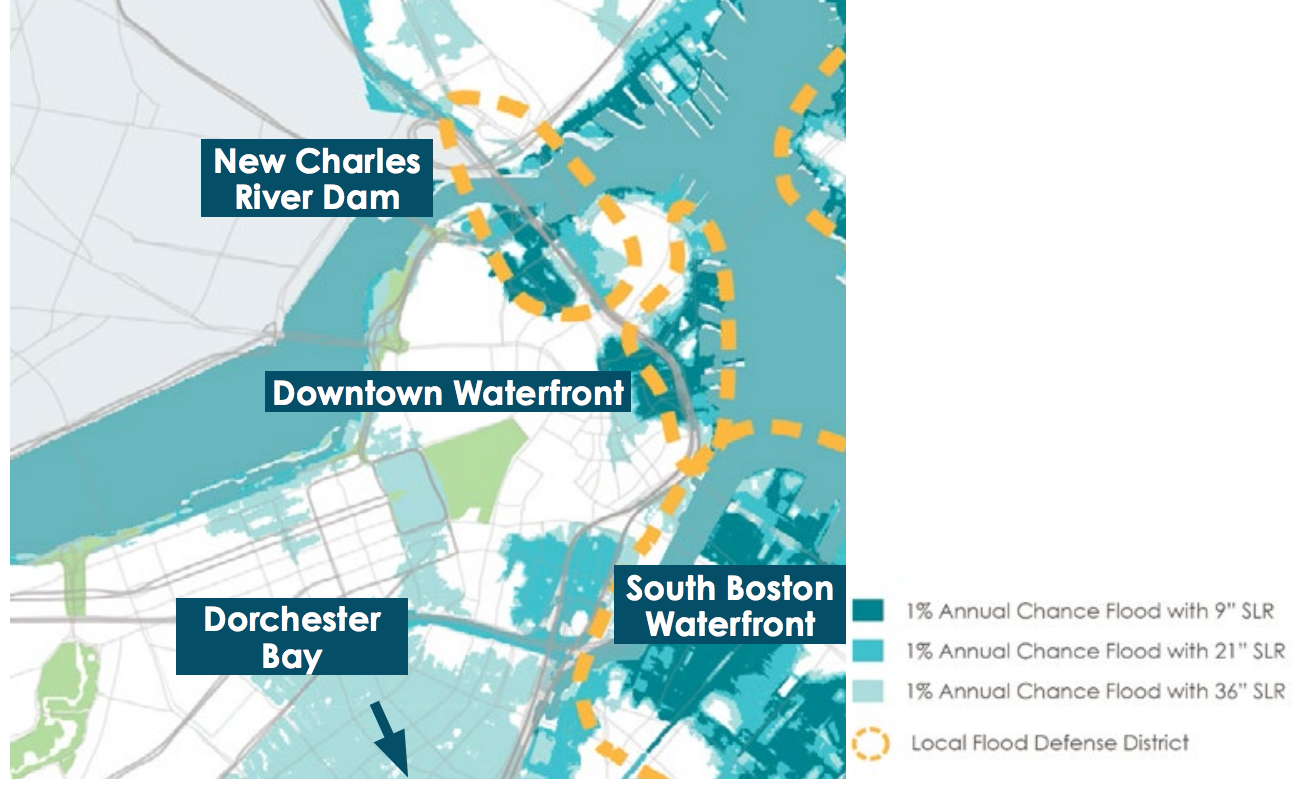 New Charles
River Dam
Downtown Waterfront
South Boston
Waterfront
Dorchester
Bay
1% Annual Chance Flood with 9” SLR
1% Annual Chance Flood with 21” SLR
1% Annual Chance Flood with 36” SLR
Local Flood Defense District